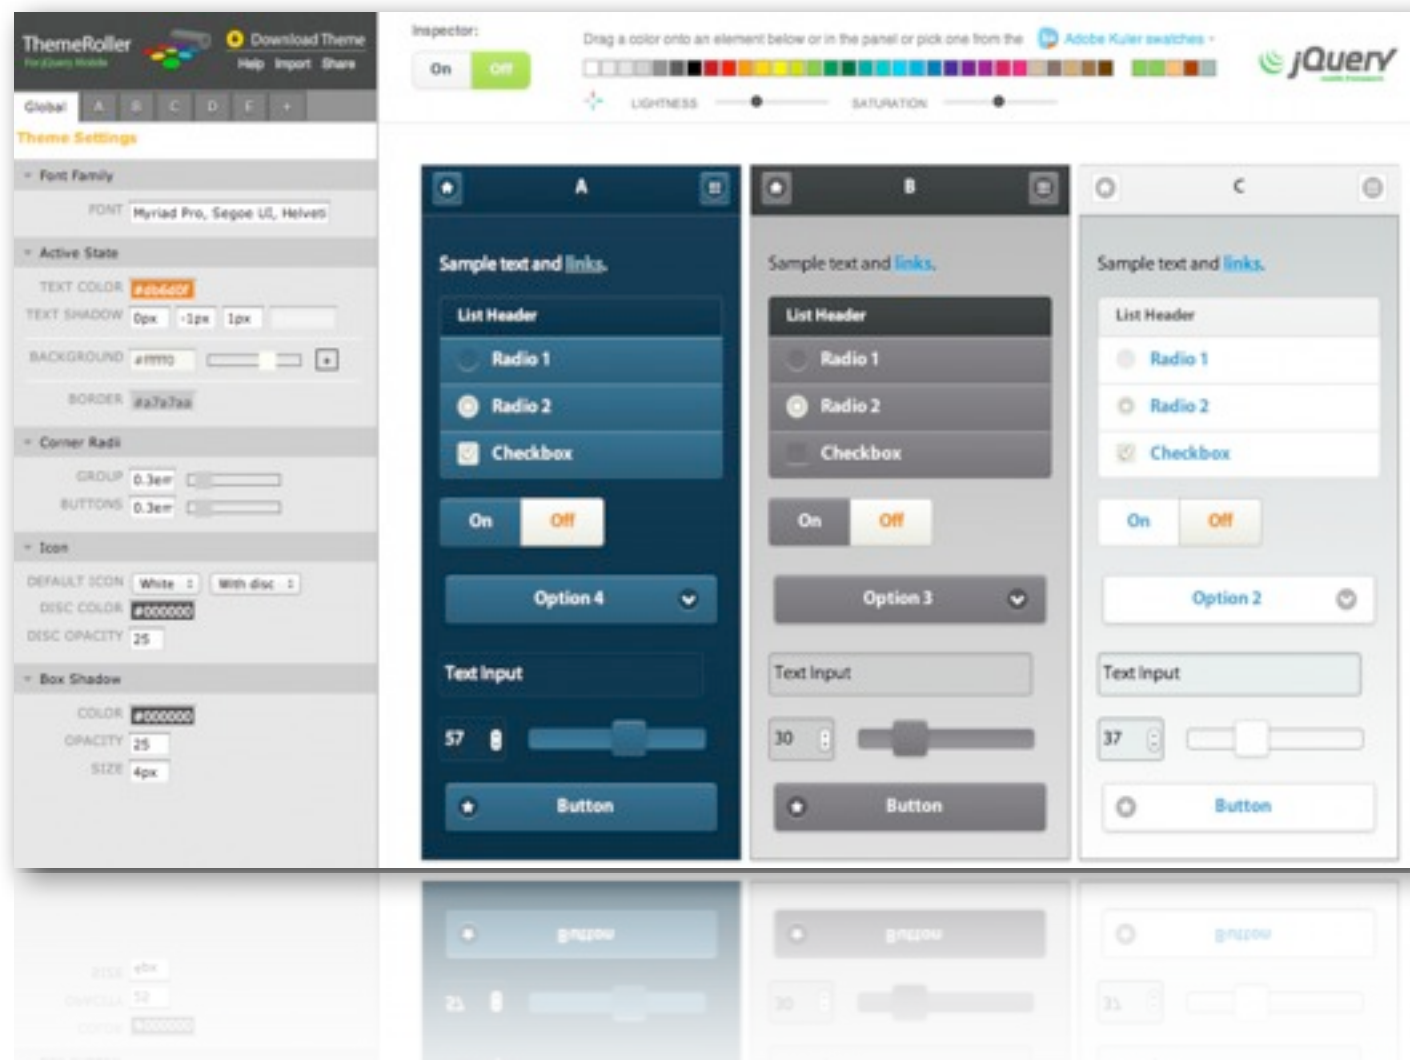 ThemeRoller
For jQuery Mobile
Download Theme
Help Import Share
Global A B C D E +
Theme Settings
Font Family
FONT Myriad Pro, Segoe UI, Helveti
Active State
TEXT COLOR #db6d0f
TEXT SHADOW 0px -1px 1px
BACKGROUND
+
BORDER #a7a7aa
Corner Radii
GROUP 0.3em
BUTTONS 0.3em
Icon
DEFAULT ICON White With disc
DISC COLOR #000000
DISC OPACITY 25
Box Shadow
COLOR #000000
OPACITY 25
SIZE 4px
Inspector:
On Off
Drag a color onto an element below or in the panel or pick one from the Adobe Kuler swatches
LIGHTNESS SATURATION
jQuery
A
Sample text and links.
List Header
Radio 1
Radio 2
Checkbox
On Off
Option 4
Text Input
57
Button
B
Sample text and links.
List Header
Radio 1
Radio 2
Checkbox
On Off
Option 3
Text Input
30
Button
C
Sample text and links.
List Header
Radio 1
Radio 2
Checkbox
On Off
Option 2
Text Input
37
Button